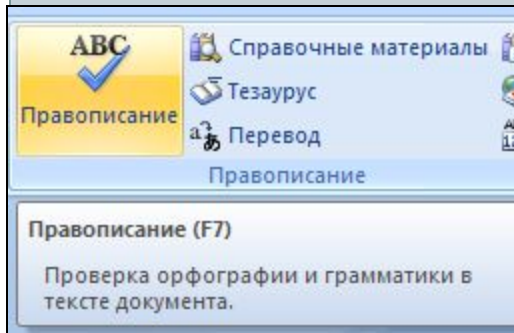 ABC
Правописание
Справочные материалы
Тезаурус
Перевод
Правописание
Правописание (F7)
Проверка орфографии и грамматики в
тексте документа.